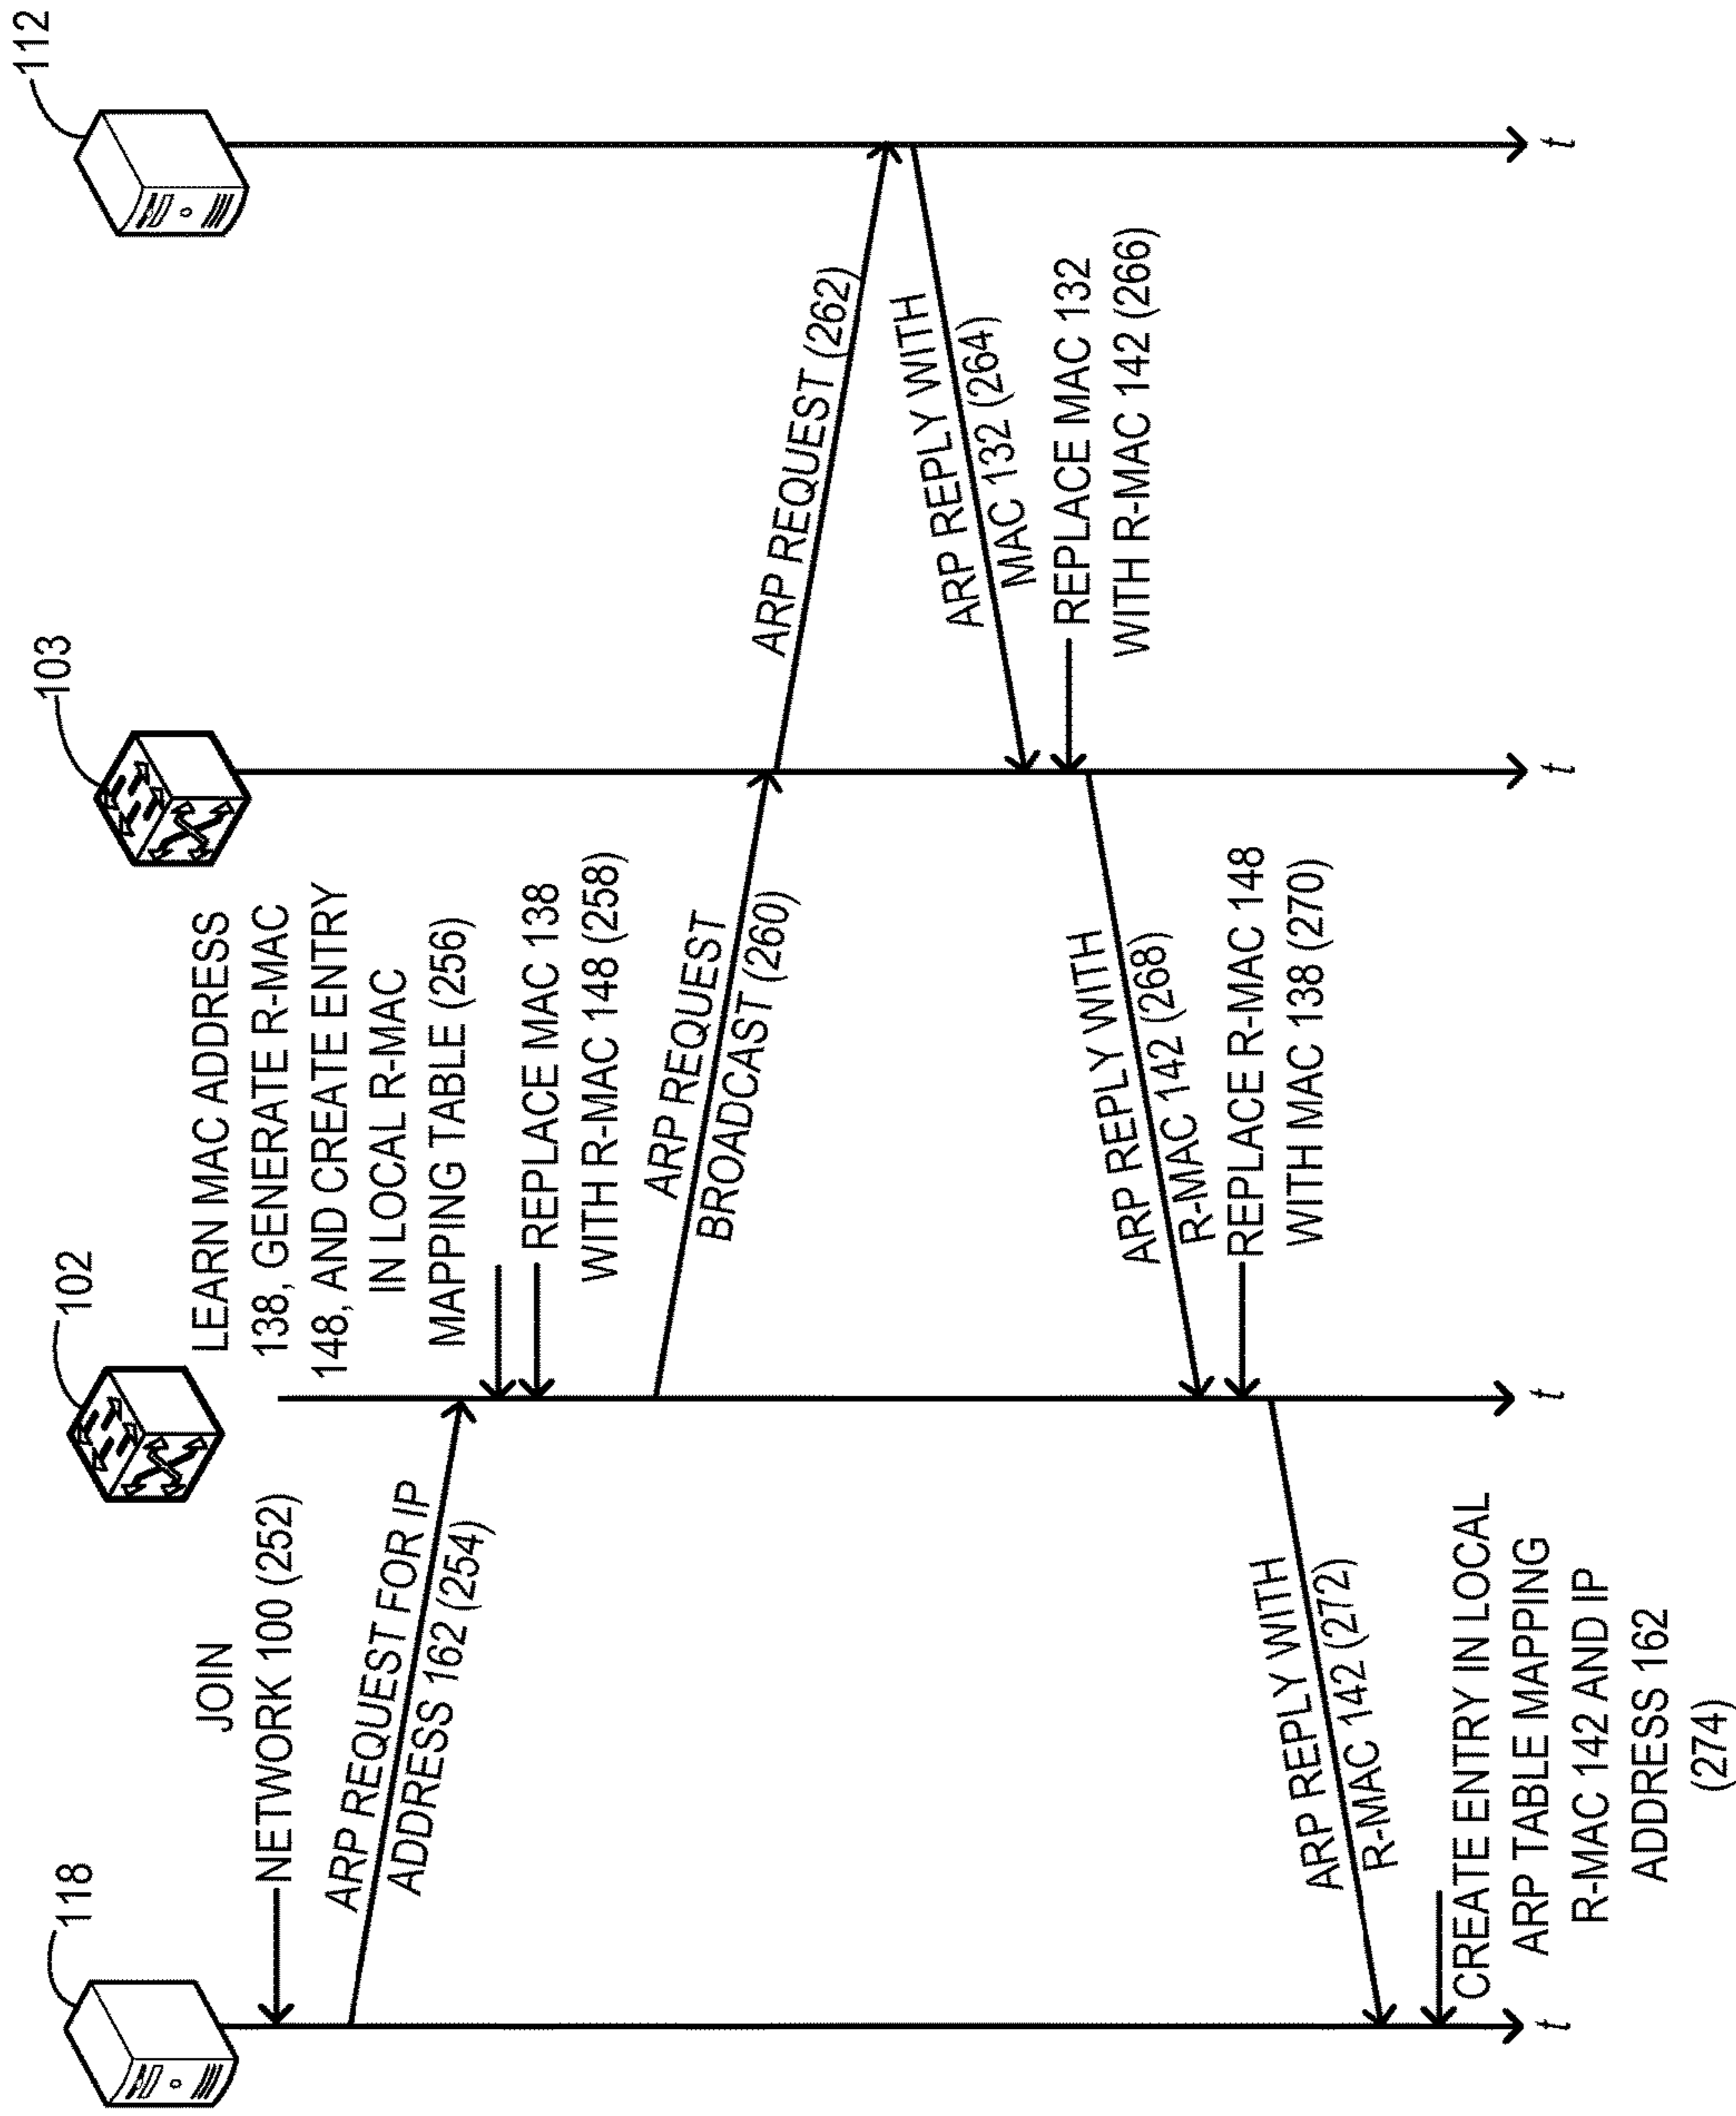 118
102
103
112
JOIN
NETWORK 100 (252)
ARP REQUEST FOR IP
ADDRESS 162 (254)
LEARN MAC ADDRESS
138, GENERATE R-MAC
148, AND CREATE ENTRY
IN LOCAL R-MAC
MAPPING TABLE (256)
REPLACE MAC 138
WITH R-MAC 148 (258)
ARP REQUEST
BROADCAST (260)
ARP REQUEST (262)
ARP REPLY WITH
MAC 132 (264)
REPLACE MAC 132
WITH R-MAC 142 (266)
ARP REPLY WITH
R-MAC 142 (268)
REPLACE R-MAC 148
WITH MAC 138 (270)
ARP REPLY WITH
R-MAC 142 (272)
CREATE ENTRY IN LOCAL
ARP TABLE MAPPING
R-MAC 142 AND IP
ADDRESS 162
(274)
t
t
t
t